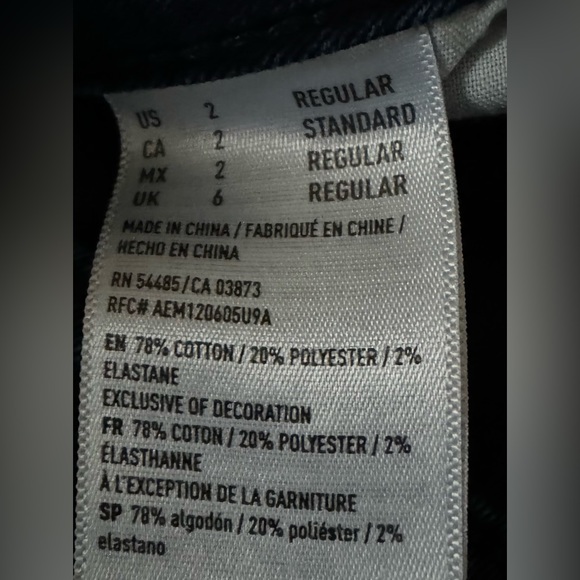 US 2 REGULAR
CA 2 STANDARD
MX 2 REGULAR
UK 6 REGULAR
MADE IN CHINA / FABRIQUÉ EN CHINE /
HECHO EN CHINA
RN 54485/CA 03873
RFC# AEM120605U9A
EN 78% COTTON / 20% POLYESTER / 2%
ELASTANE
EXCLUSIVE OF DECORATION
FR 78% COTON / 20% POLYESTER / 2%
ÉLASTHANNE
À L'EXCEPTION DE LA GARNITURE
SP 78% algodón / 20% poliéster / 2%
elastano